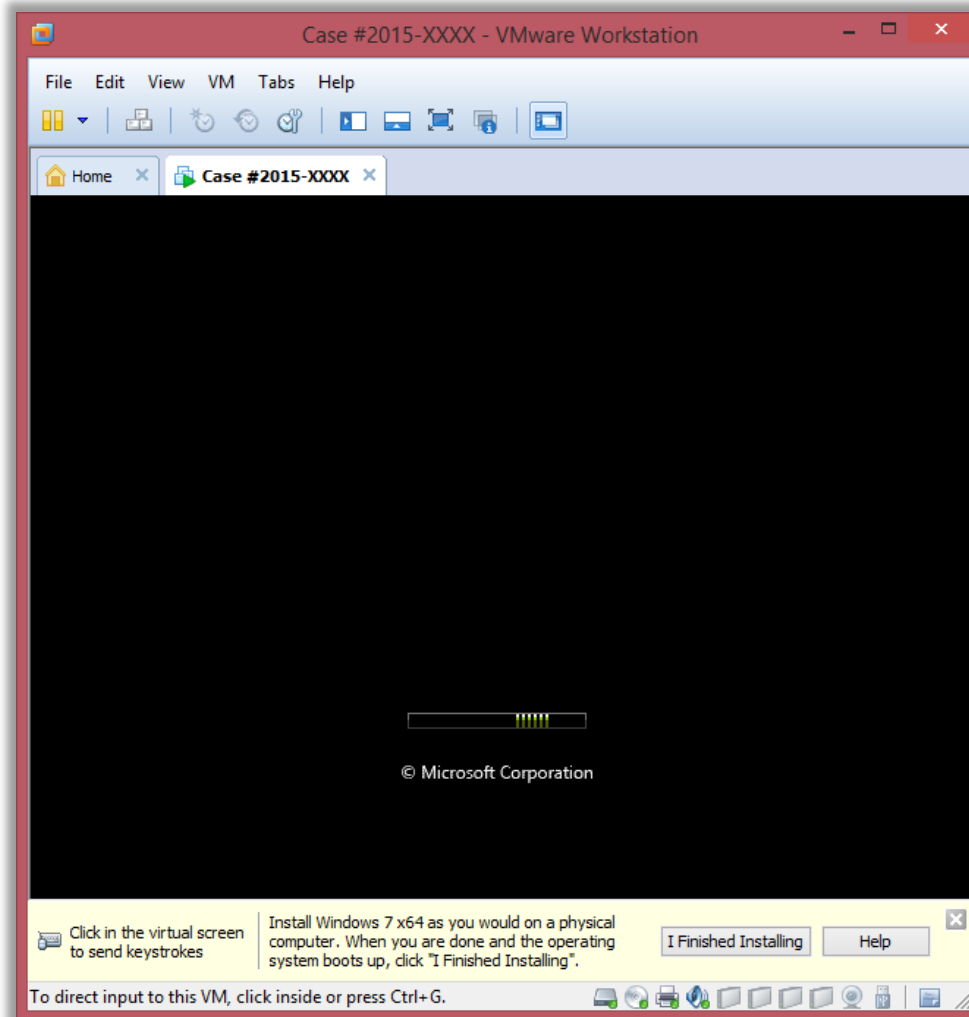 Case #2015-XXXX - VMware Workstation
File Edit View VM Tabs Help
Home Case #2015-XXXX
© Microsoft Corporation
Click in the virtual screen
to send keystrokes
Install Windows 7 x64 as you would on a physical
computer. When you are done and the operating
system boots up, click "I Finished Installing".
I Finished Installing Help
To direct input to this VM, click inside or press Ctrl+G.